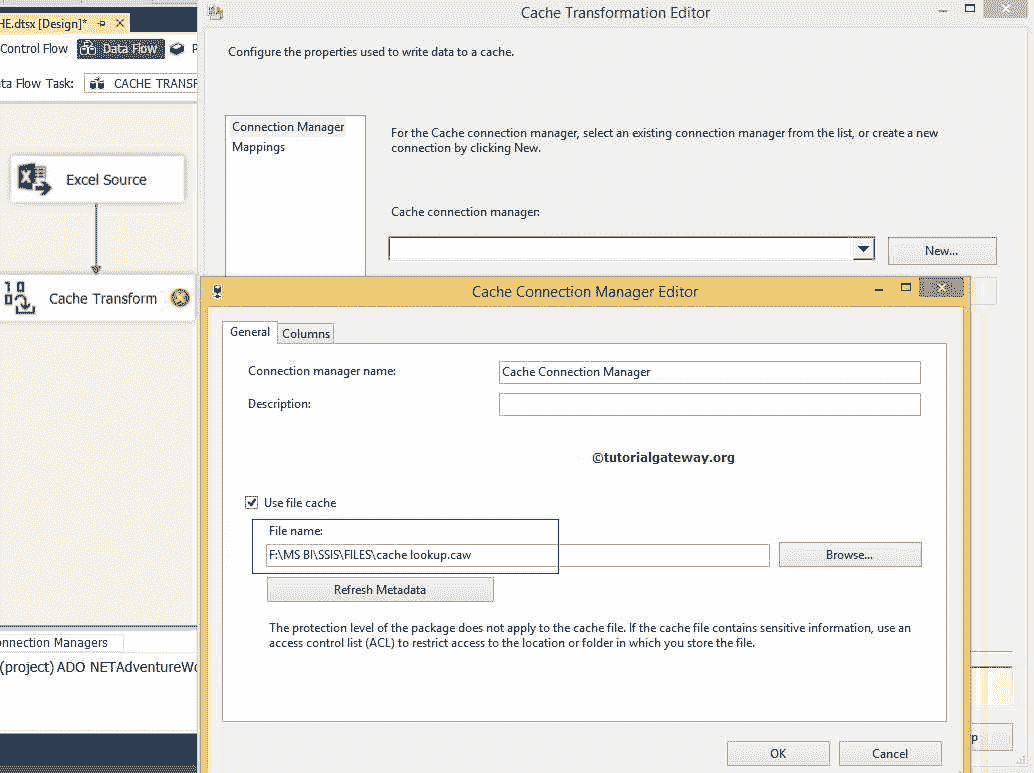 HE.dtsx [Design]*
Cache Transformation Editor
Control Flow
Data Flow
P
Configure the properties used to write data to a cache.
ta Flow Task:
CACHE TRANSF
Connection Manager
Mappings
For the Cache connection manager, select an existing connection manager from the list, or create a new
connection by clicking New.
Excel Source
Cache connection manager:
New...
Cache Transform
Cache Connection Manager Editor
General
Columns
Connection manager name:
Cache Connection Manager
Description:
©tutorialgateway.org
Use file cache
File name:
F:\MS BI\SSIS\FILES\cache lookup.caw
Browse...
Refresh Metadata
The protection level of the package does not apply to the cache file. If the cache file contains sensitive information, use an
access control list (ACL) to restrict access to the location or folder in which you store the file.
onnection Managers
(project) ADO NETAdventureWo
p
OK
Cancel